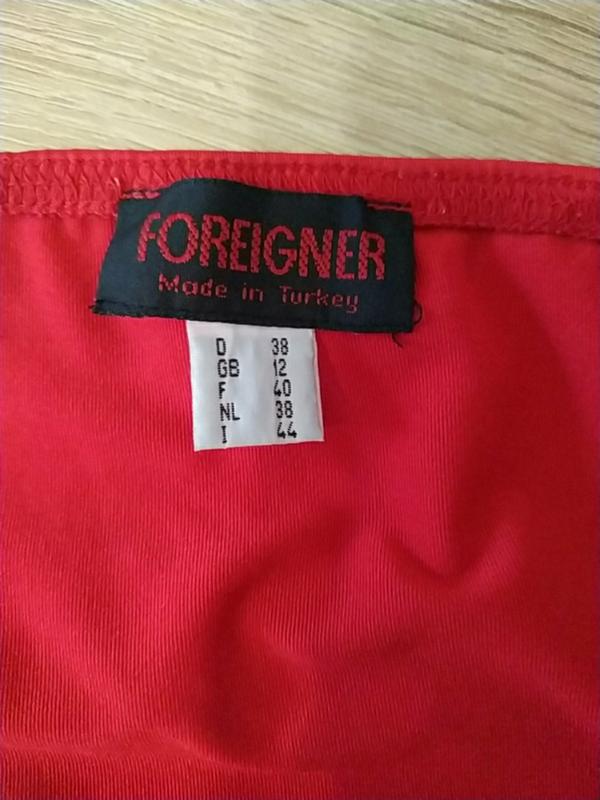 FOREIGNER
Made in Turkey
D 38
GB 12
F 40
NL 38
I 44